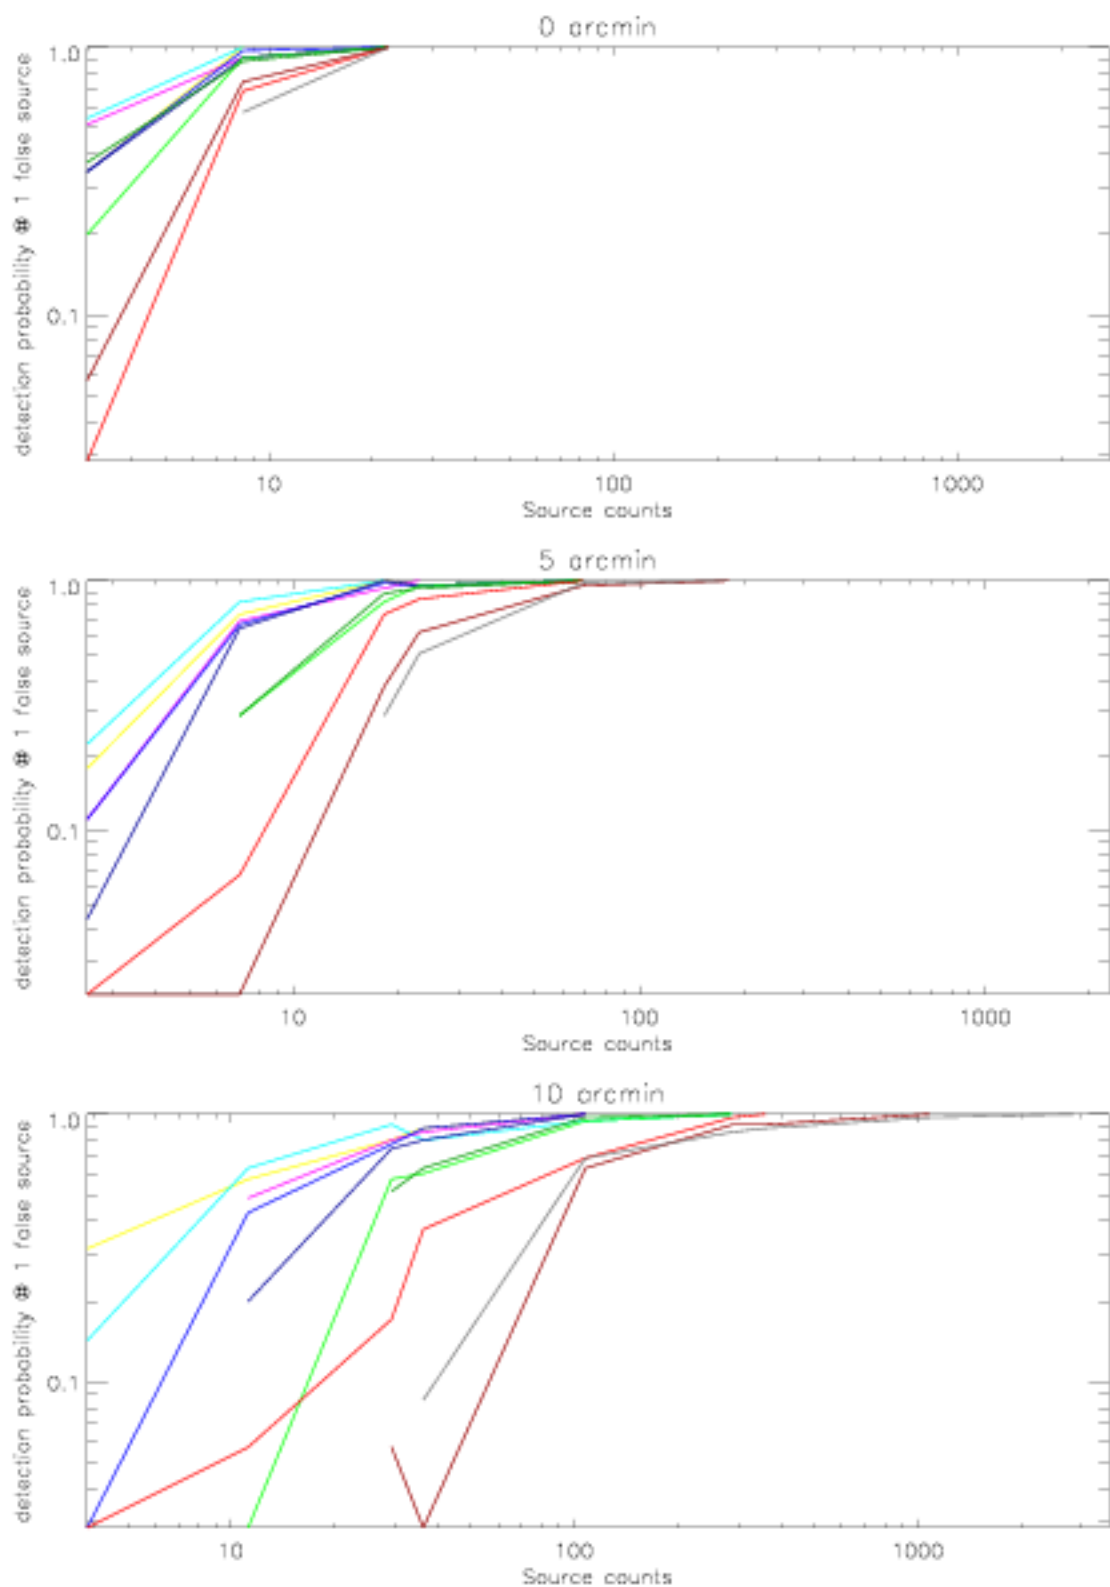 0 arcmin
1.0
0.1
detection probability @ 1 false source
10 100 1000
Source counts
5 arcmin
1.0
0.1
detection probability @ 1 false source
10 100 1000
Source counts
10 arcmin
1.0
0.1
detection probability @ 1 false source
10 100 1000
Source counts